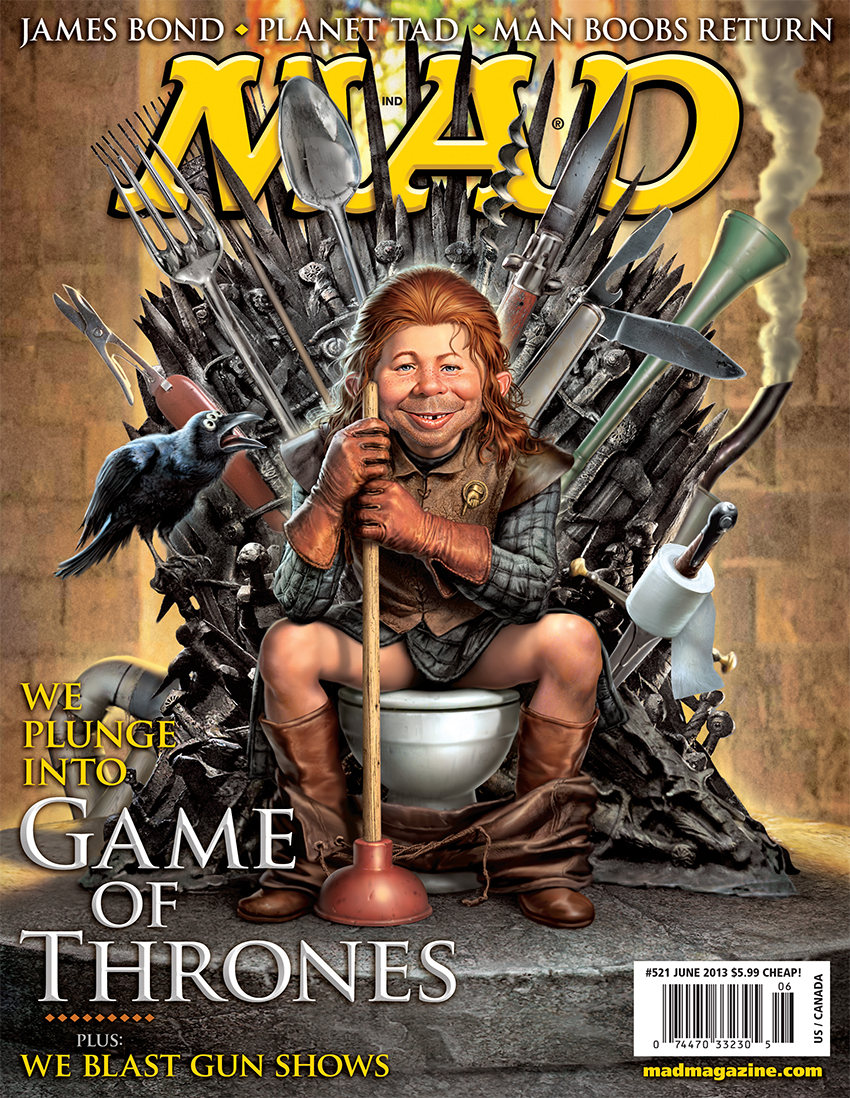 JAMES BOND ◆ PLANET TAD ◆ MAN BOOBS RETURN
MAD
IND
®
WE
PLUNGE
INTO
GAME
OF
THRONES
PLUS:
WE BLAST GUN SHOWS
#521 JUNE 2013 $5.99 CHEAP!
06
0 74470 33230 5
US / CANADA
madmagazine.com